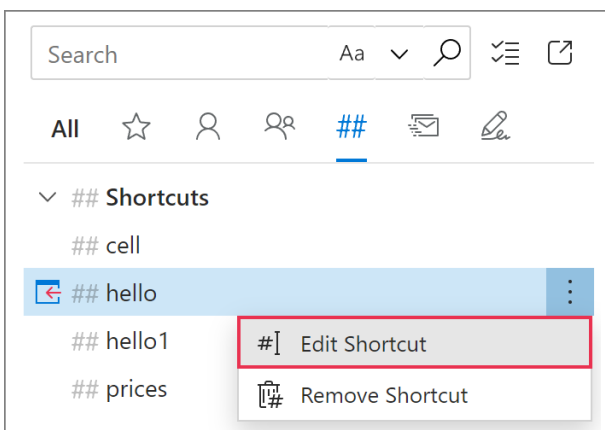 Search Aa
All ##
## Shortcuts
## cell
## hello
## hello1
# Edit Shortcut
## prices
Remove Shortcut